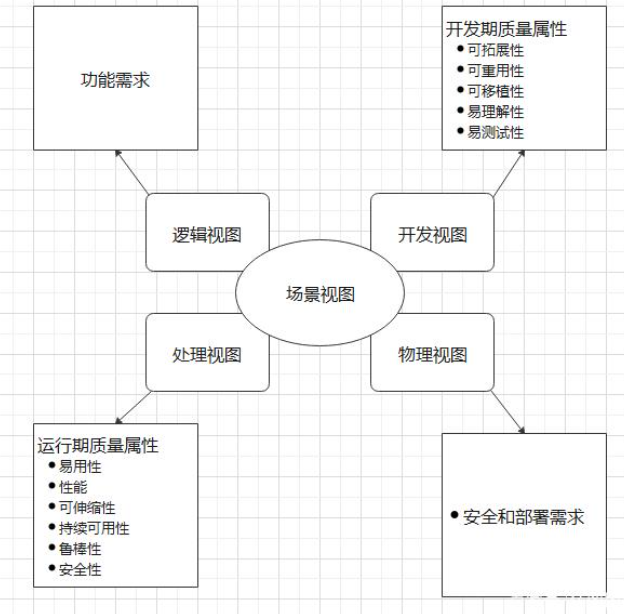 功能需求
开发期质量属性
可拓展性
可重用性
可移植性
易理解性
易测试性
逻辑视图
开发视图
场景视图
处理视图
物理视图
运行期质量属性
易用性
性能
可伸缩性
持续可用性
鲁棒性
安全性
安全和部署需求